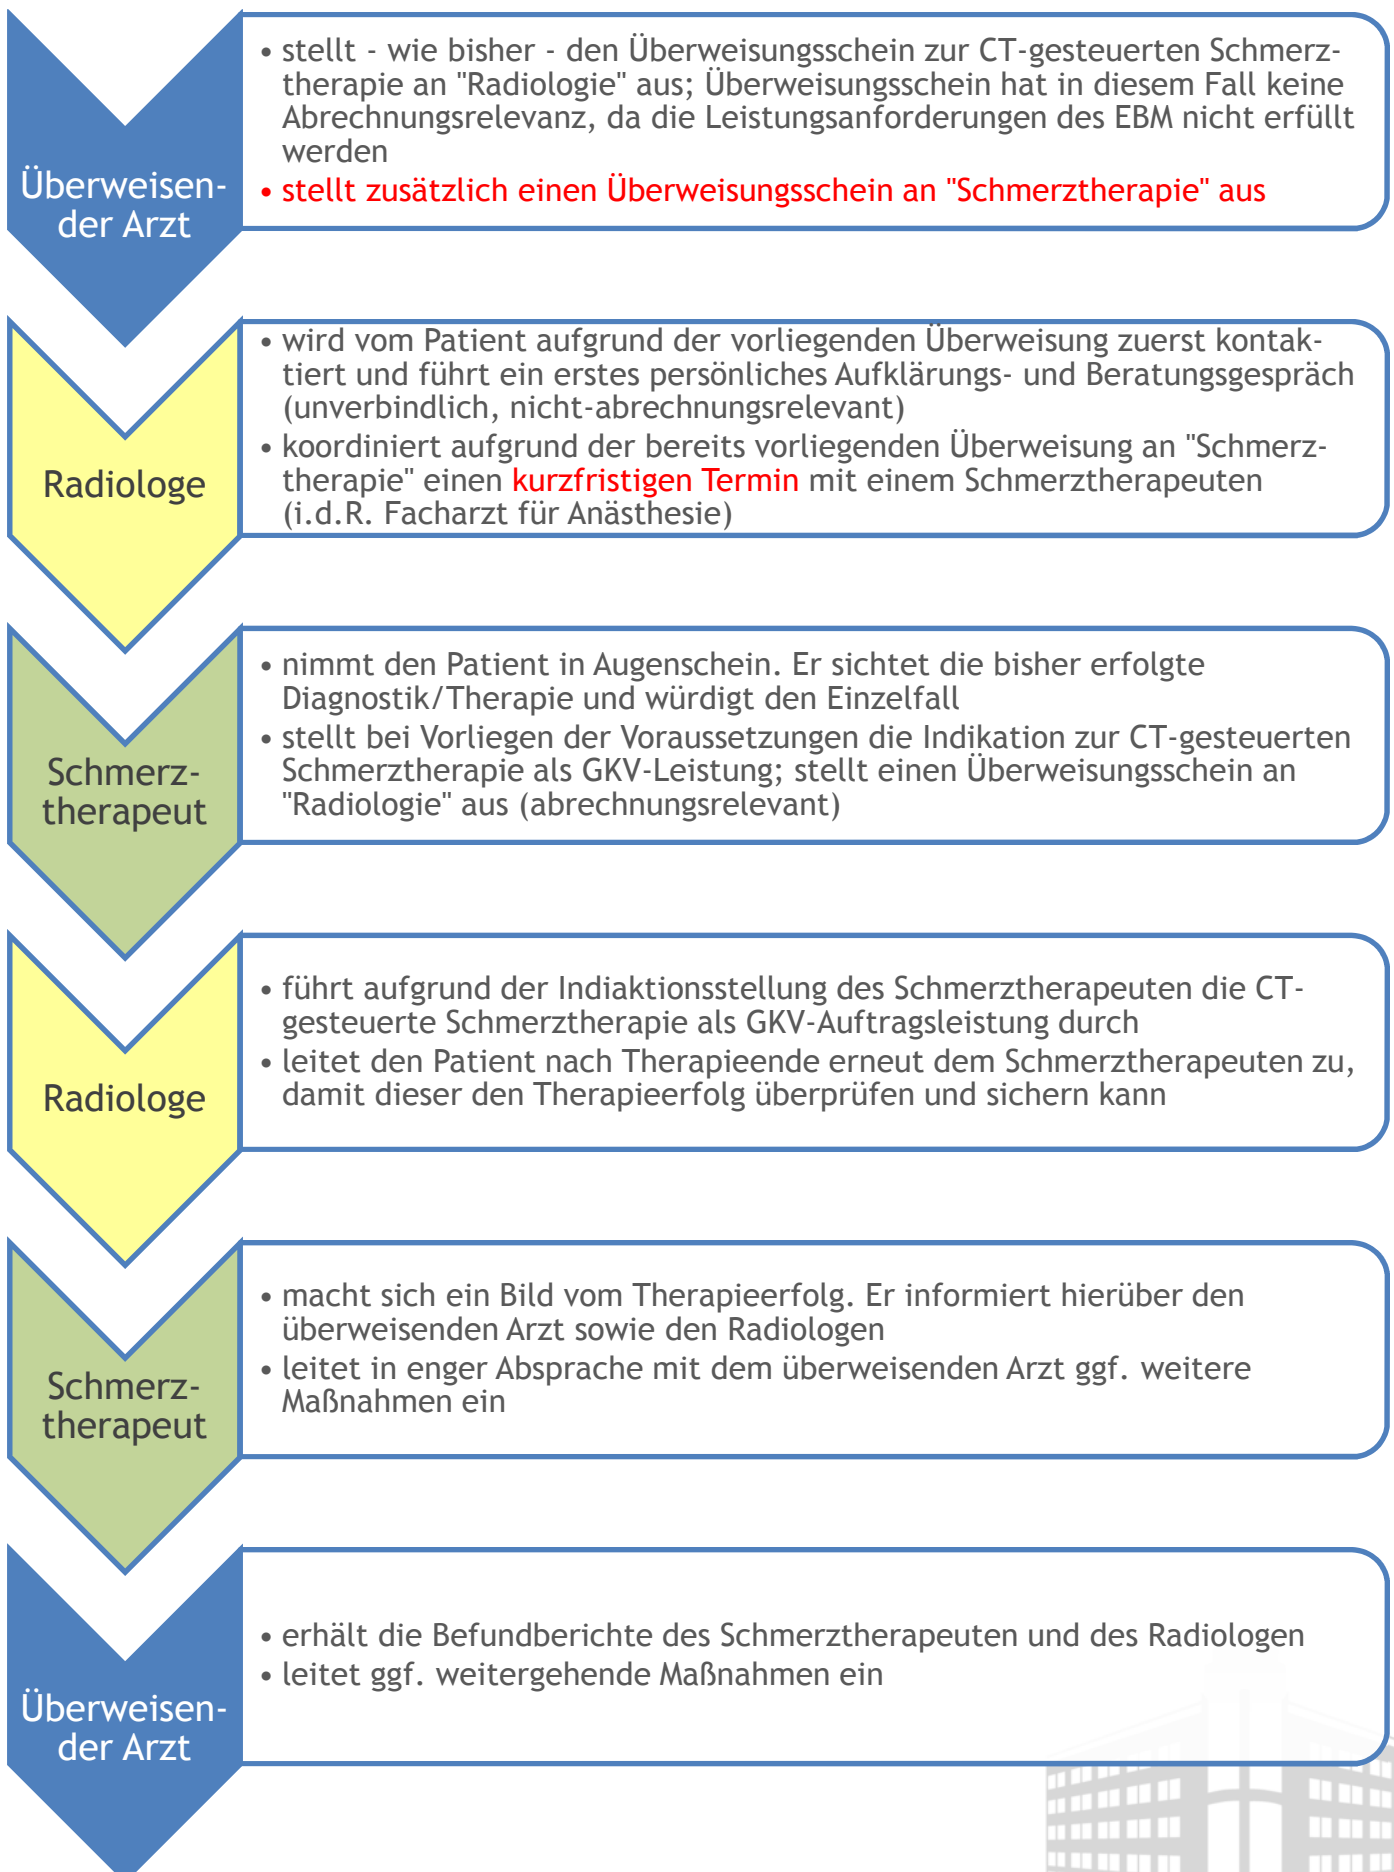 Überweisen-
der Arzt
• stellt - wie bisher - den Überweisungsschein zur CT-gesteuerten Schmerz-
therapie an "Radiologie" aus; Überweisungsschein hat in diesem Fall keine
Abrechnungsrelevanz, da die Leistungsanforderungen des EBM nicht erfüllt
werden
• stellt zusätzlich einen Überweisungsschein an "Schmerztherapie" aus
Radiologe
• wird vom Patient aufgrund der vorliegenden Überweisung zuerst kontak-
tiert und führt ein erstes persönliches Aufklärungs- und Beratungsgespräch
(unverbindlich, nicht-abrechnungsrelevant)
• koordiniert aufgrund der bereits vorliegenden Überweisung an "Schmerz-
therapie" einen kurzfristigen Termin mit einem Schmerztherapeuten
(i.d.R. Facharzt für Anästhesie)
Schmerz-
therapeut
• nimmt den Patient in Augenschein. Er sichtet die bisher erfolgte
Diagnostik/Therapie und würdigt den Einzelfall
• stellt bei Vorliegen der Voraussetzungen die Indikation zur CT-gesteuerten
Schmerztherapie als GKV-Leistung; stellt einen Überweisungsschein an
"Radiologie" aus (abrechnungsrelevant)
Radiologe
• führt aufgrund der Indiaktionsstellung des Schmerztherapeuten die CT-
gesteuerte Schmerztherapie als GKV-Auftragsleistung durch
• leitet den Patient nach Therapieende erneut dem Schmerztherapeuten zu,
damit dieser den Therapieerfolg überprüfen und sichern kann
Schmerz-
therapeut
• macht sich ein Bild vom Therapieerfolg. Er informiert hierüber den
überweisenden Arzt sowie den Radiologen
• leitet in enger Absprache mit dem überweisenden Arzt ggf. weitere
Maßnahmen ein
Überweisen-
der Arzt
• erhält die Befundberichte des Schmerztherapeuten und des Radiologen
• leitet ggf. weitergehende Maßnahmen ein